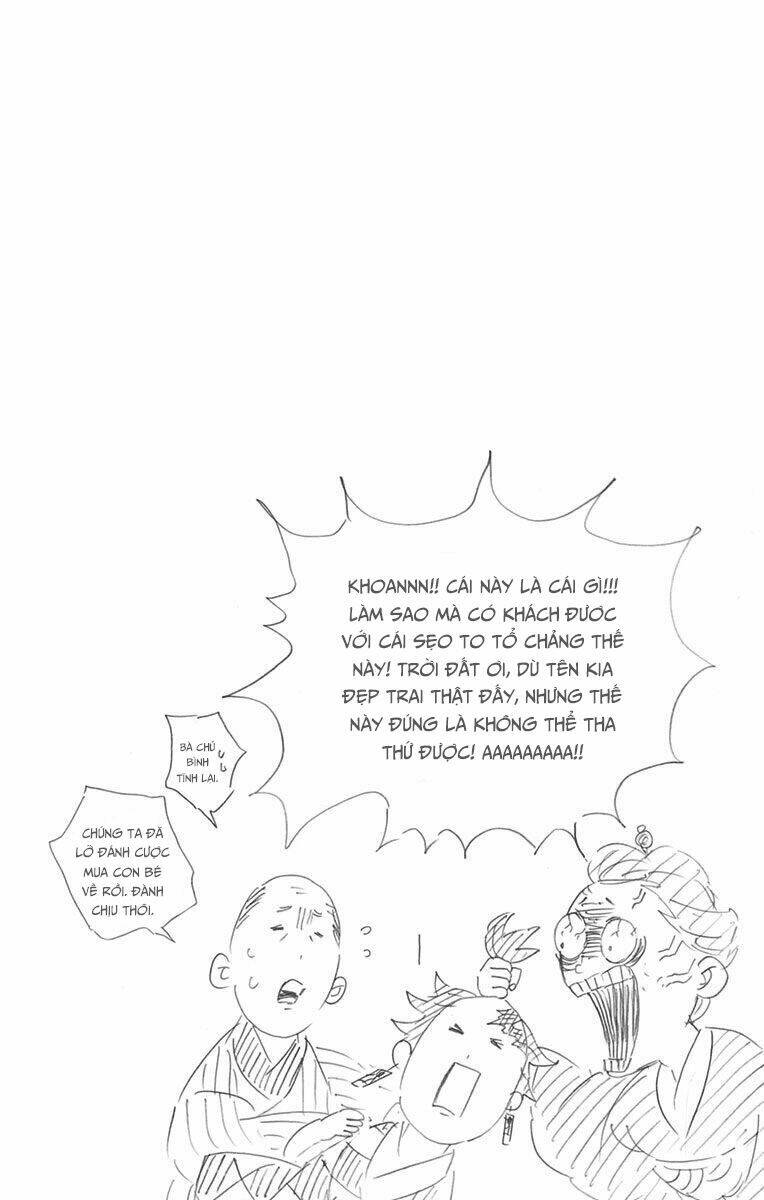 KHOANNN!! CÁI NÀY LÀ CÁI GÌ!!!
LÀM SAO MÀ CÓ KHÁCH ĐƯƠC
VỚI CÁI SẸO TO TỔ CHẢNG THẾ
NÀY! TRỜI ĐẤT ƠI, DÙ TÊN KIA
ĐẸP TRAI THẬT ĐẤY, NHƯNG THẾ
NÀY ĐÚNG LÀ KHÔNG THỂ THA
THỨ ĐƯỢC! AAAAAAAAA!!
BÀ CHỦ
BÌNH
TĨNH LẠI.
CHÚNG TA ĐÃ
LỠ ĐÁNH CƯỢC
MUA CON BÉ
VỀ RỒI. ĐÀNH
CHỊU THÔI.